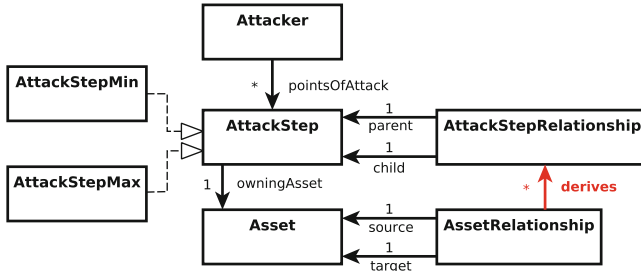 Attacker
* pointsOfAttack
AttackStepMin
AttackStep
1
parent
AttackStepRelationship
1
child
AttackStepMax
1 owningAsset
* derives
Asset
1
source
AssetRelationship
1
target